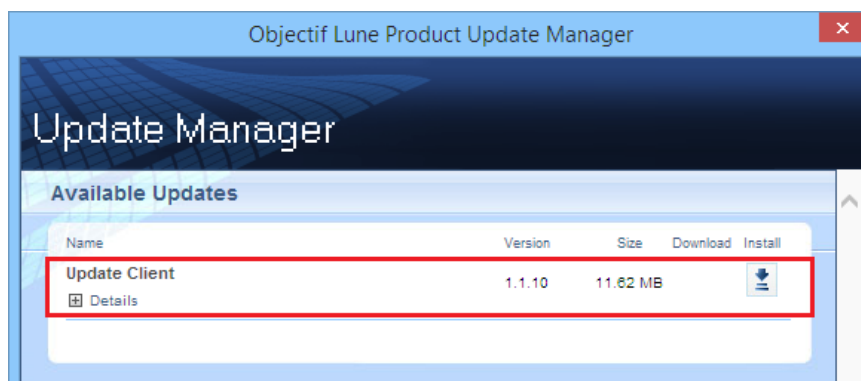 Objectif Lune Product Update Manager
Update Manager
Available Updates
Name Version Size Download Install
Update Client 1.1.10 11.62 MB
Details